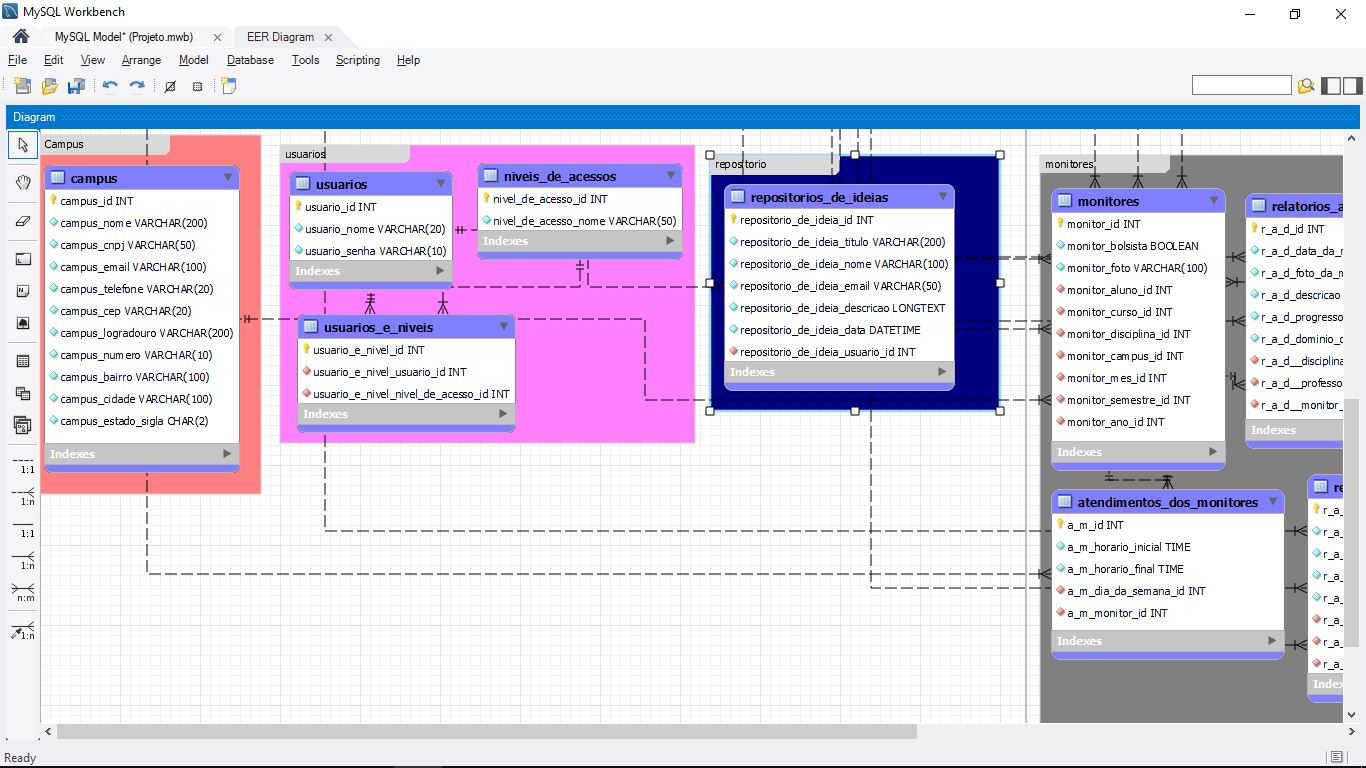 MySQL Workbench
MySQL Model* (Projeto.mwb)
EER Diagram
File Edit View Arrange Model Database Tools Scripting Help
Diagram
1:1
1:n
1:1
1:n
n:m
1:n
Campus
campus
campus_id INT
campus_nome VARCHAR(200)
campus_cnpj VARCHAR(50)
campus_email VARCHAR(100)
campus_telefone VARCHAR(20)
campus_cep VARCHAR(20)
campus_logradouro VARCHAR(200)
campus_numero VARCHAR(10)
campus_bairro VARCHAR(100)
campus_cidade VARCHAR(100)
campus_estado_sigla CHAR(2)
Indexes
usuarios
usuarios
usuario_id INT
usuario_nome VARCHAR(20)
usuario_senha VARCHAR(10)
Indexes
niveis_de_acessos
nivel_de_acesso_id INT
nivel_de_acesso_nome VARCHAR(50)
Indexes
usuarios_e_niveis
usuario_e_nivel_id INT
usuario_e_nivel_usuario_id INT
usuario_e_nivel_nivel_de_acesso_id INT
Indexes
repositorio
repositorios_de_ideias
repositorio_de_ideia_id INT
repositorio_de_ideia_titulo VARCHAR(200)
repositorio_de_ideia_nome VARCHAR(100)
repositorio_de_ideia_email VARCHAR(50)
repositorio_de_ideia_descricao LONGTEXT
repositorio_de_ideia_data DATETIME
repositorio_de_ideia_usuario_id INT
Indexes
monitores
monitores
monitor_id INT
monitor_bolsista BOOLEAN
monitor_foto VARCHAR(100)
monitor_aluno_id INT
monitor_curso_id INT
monitor_disciplina_id INT
monitor_campus_id INT
monitor_mes_id INT
monitor_semestre_id INT
monitor_ano_id INT
Indexes
relatorios_a
r_a_d_id INT
r_a_d_data_da_r
r_a_d_foto_da_m
r_a_d_descricao
r_a_d_progresso
r_a_d_dominio_c
r_a_d__disciplina
r_a_d__professo
r_a_d__monitor_
Indexes
atendimentos_dos_monitores
a_m_id INT
a_m_horario_inicial TIME
a_m_horario_final TIME
a_m_dia_da_semana_id INT
a_m_monitor_id INT
Indexes
re
r_a_
r_a_
r_a_
r_a_
r_a_
r_a_
r_a_
r_a_
Index
Ready